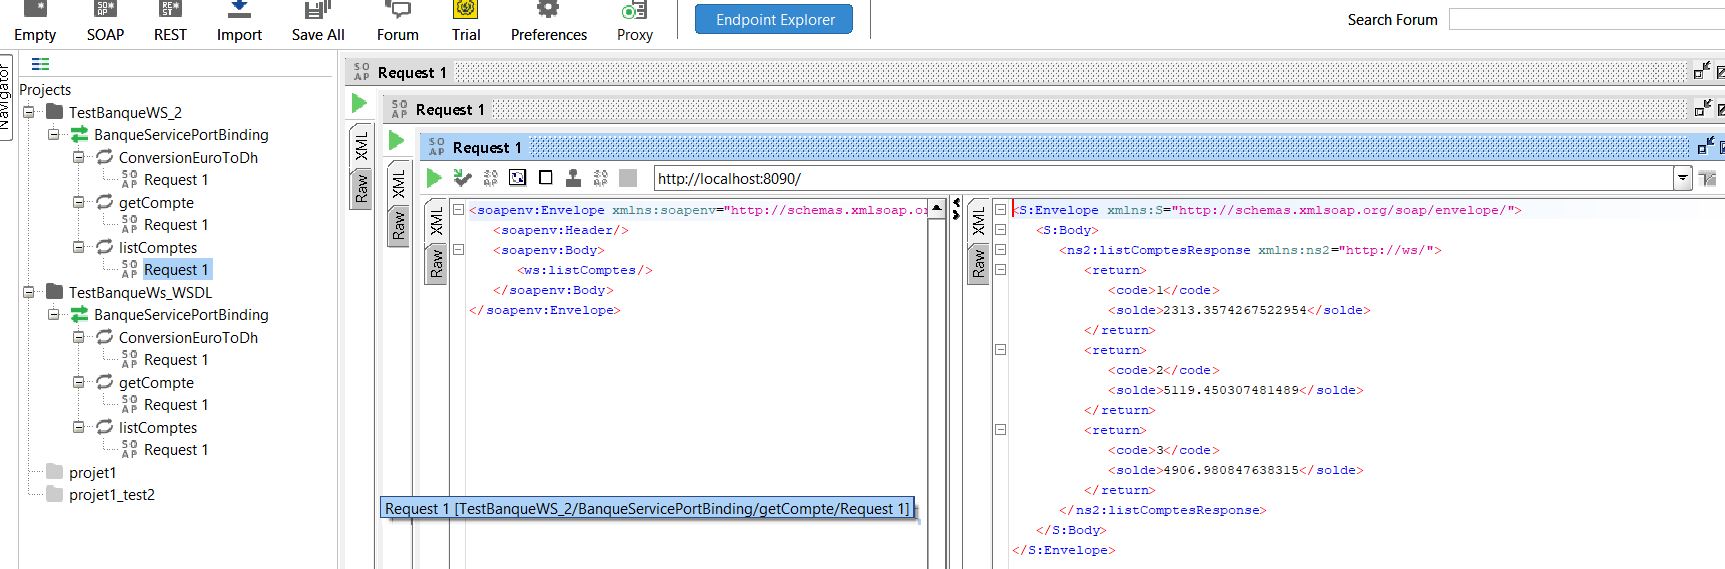 Empty SOAP REST Import Save All Forum Trial Preferences Proxy Endpoint Explorer Search Forum
Navigator
Projects
TestBanqueWS_2
BanqueServicePortBinding
ConversionEuroToDh
Request 1
getCompte
Request 1
listComptes
Request 1
TestBanqueWs_WSDL
BanqueServicePortBinding
ConversionEuroToDh
Request 1
getCompte
Request 1
listComptes
Request 1
projet1
projet1_test2
Request 1
XML
Raw
Request 1
XML
Raw
Request 1
http://localhost:8090/
XML
Raw
<soapenv:Envelope xmlns:soapenv="http://schemas.xmlsoap.or
<soapenv:Header/>
<soapenv:Body>
<ws:listComptes/>
</soapenv:Body>
</soapenv:Envelope>
XML
Raw
<S:Envelope xmlns:S="http://schemas.xmlsoap.org/soap/envelope/">
<S:Body>
<ns2:listComptesResponse xmlns:ns2="http://ws/">
<return>
<code>1</code>
<solde>2313.3574267522954</solde>
</return>
<return>
<code>2</code>
<solde>5119.450307481489</solde>
</return>
<return>
<code>3</code>
<solde>4906.980847638315</solde>
</return>
</ns2:listComptesResponse>
</S:Body>
</S:Envelope>
Request 1 [TestBanqueWS_2/BanqueServicePortBinding/getCompte/Request 1]